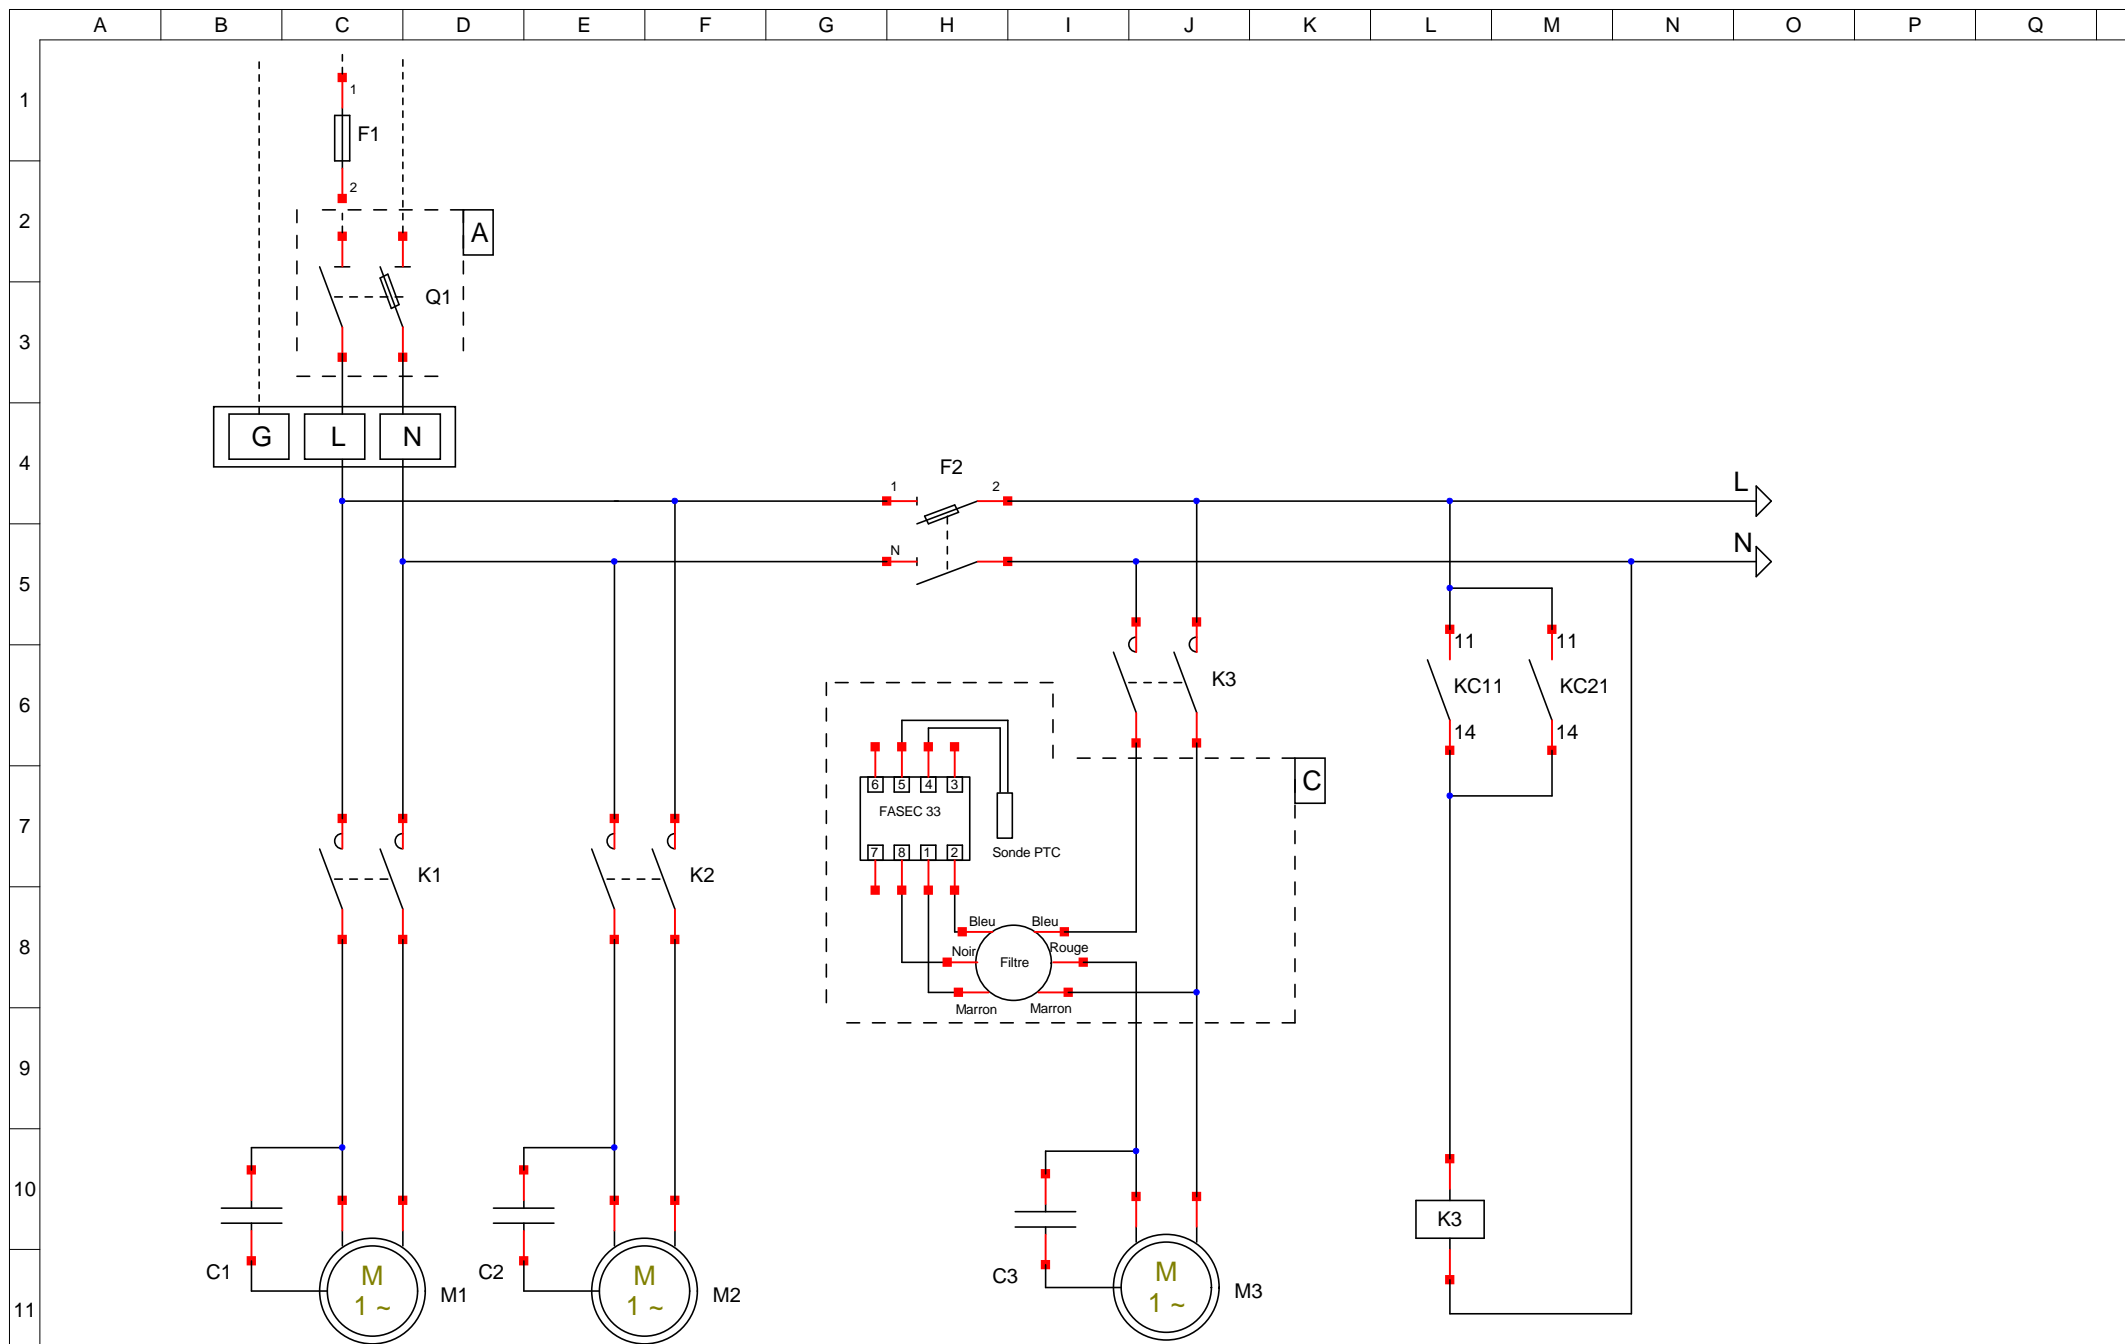 A B C D E F G H I J K L M N O P Q
1
1
F1
2
2
A
Q1
3
G L N
4
F2
1 2
L
N
N
5
11 11
K3
KC11 KC21
6
14 14
C
6 5 4 3
FASEC 33
7
7 8 1 2
Sonde PTC
K1 K2
Bleu Bleu
8
Noir Rouge
Filtre
Marron Marron
9
10
K3
C1 C2 C3
M
1 ~
M1
M
1 ~
M2
M
1 ~
M3
11